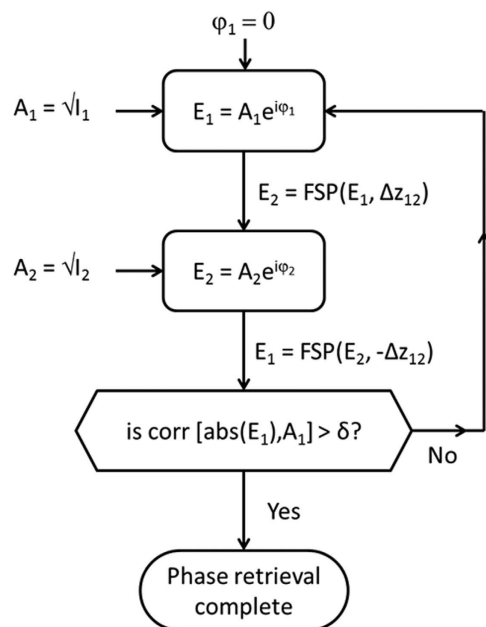 φ₁ = 0
A₁ = √I₁
E₁ = A₁e^{iφ₁}
E₂ = FSP(E₁, Δz₁₂)
A₂ = √I₂
E₂ = A₂e^{iφ₂}
E₁ = FSP(E₂, -Δz₁₂)
is corr [abs(E₁),A₁] > δ?
No
Yes
Phase retrieval
complete